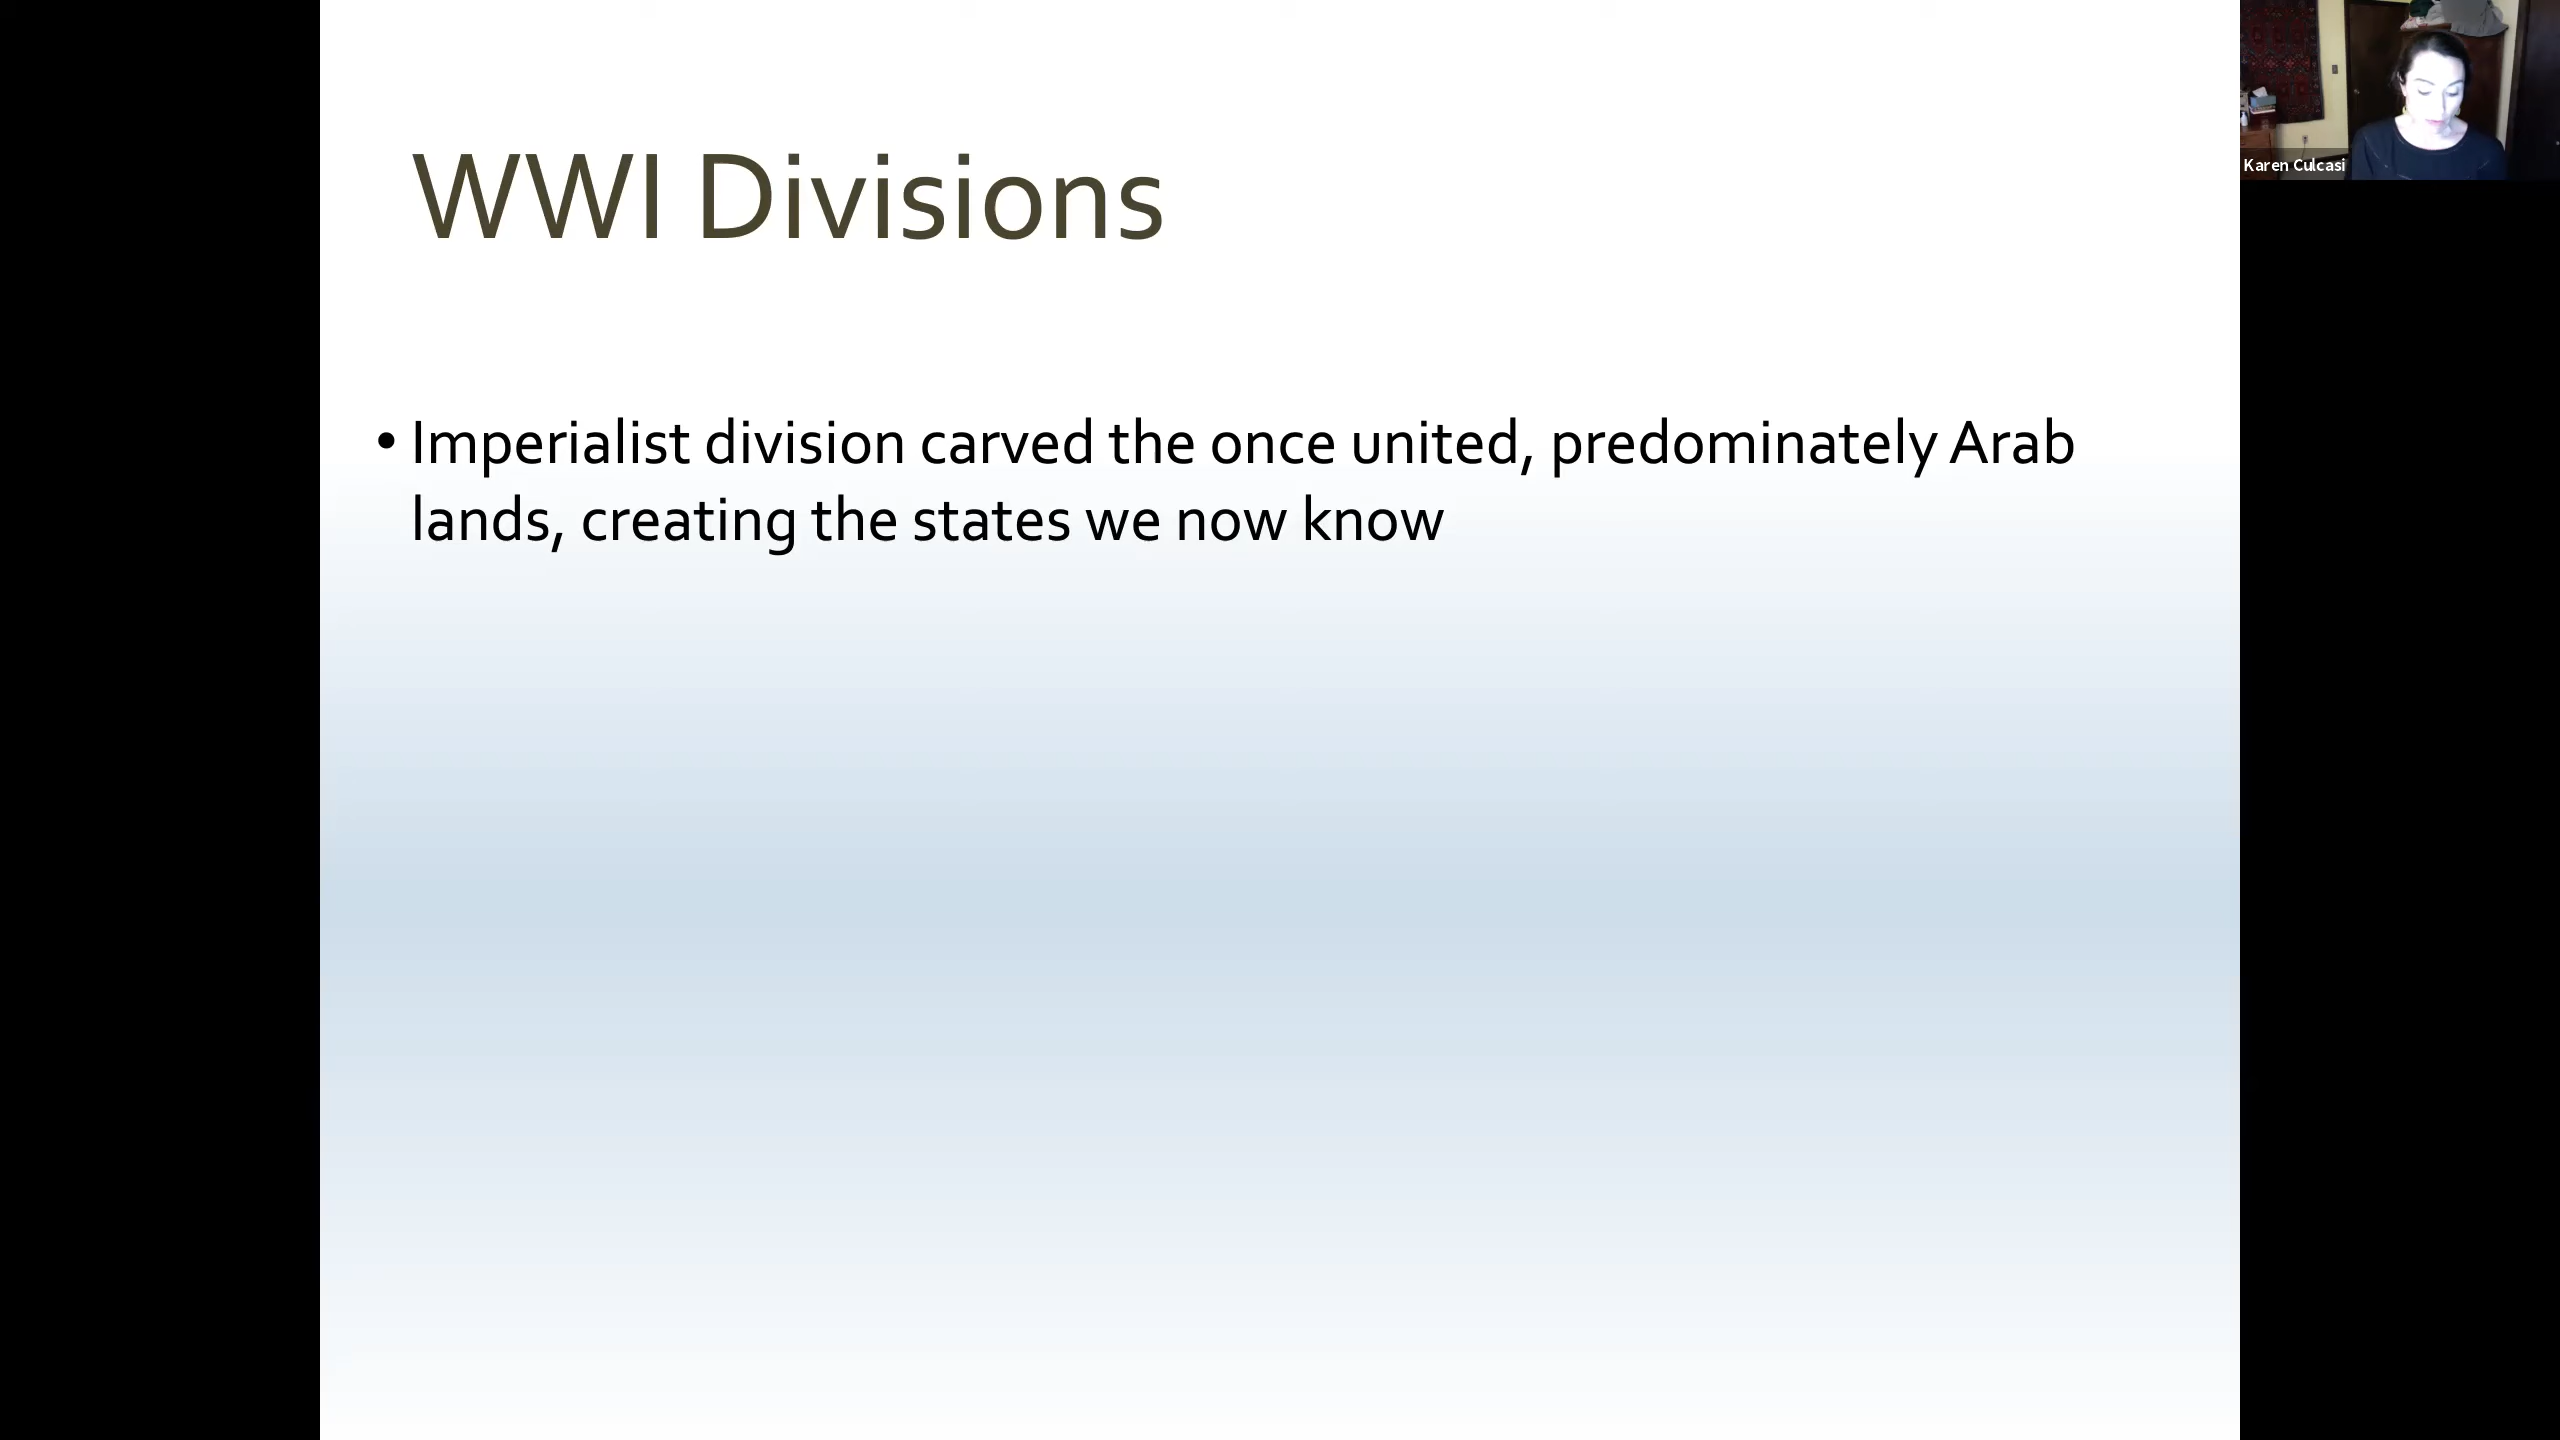 WWI Divisions
• Imperialist division carved the once united, predominately Arab
lands, creating the states we now know
Karen Culcasi